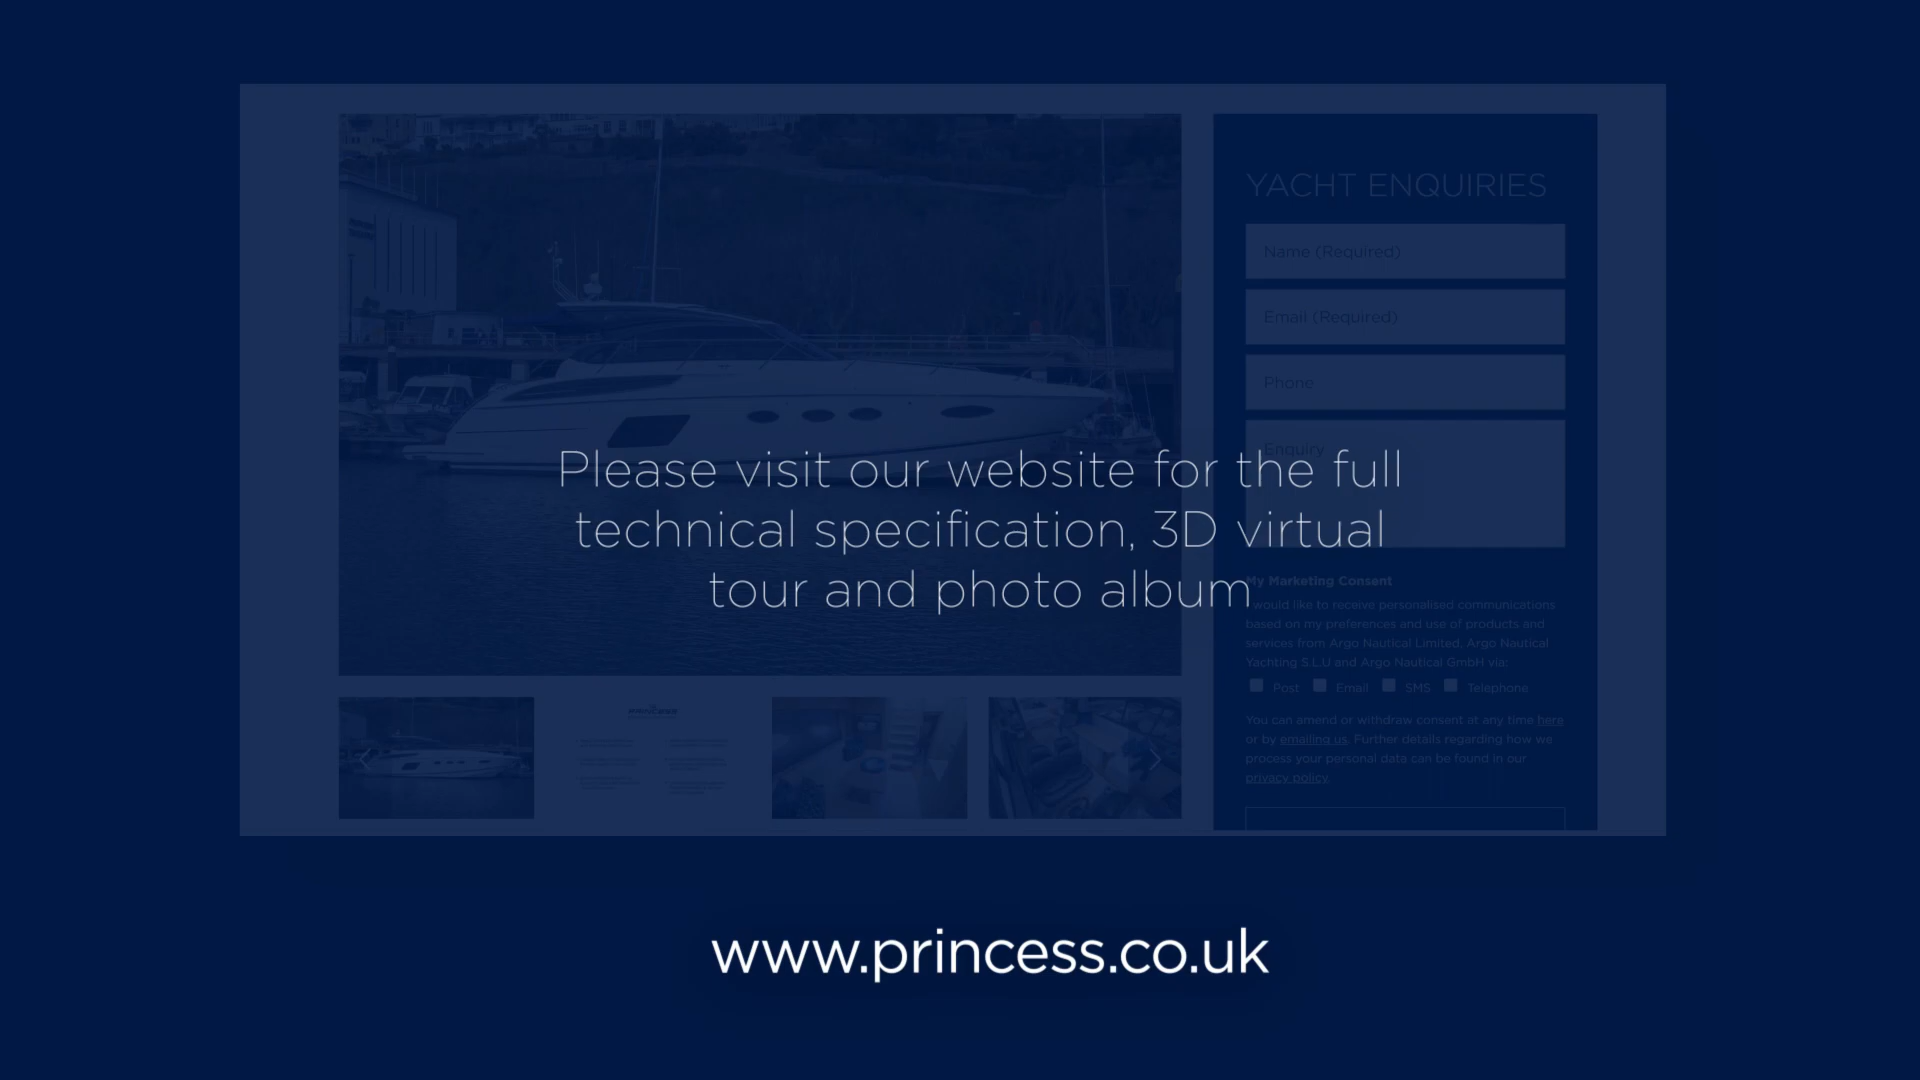 YACHT ENQUIRIES
Name (Required)
Email (Required)
Phone
Enquiry
Please visit our website for the full
technical specification, 3D virtual
tour and photo album
My Marketing Consent
would like to receive personalised communications
based on my preferences and use of products and
services from Argo Nautical Limited, Argo Nautical
Yachting S.L.U and Argo Nautical GmbH via:
Post Email SMS Telephone
You can amend or withdraw consent at any time here
or by emailing us. Further details regarding how we
process your personal data can be found in our
privacy policy.
PRINCESS
www.princess.co.uk